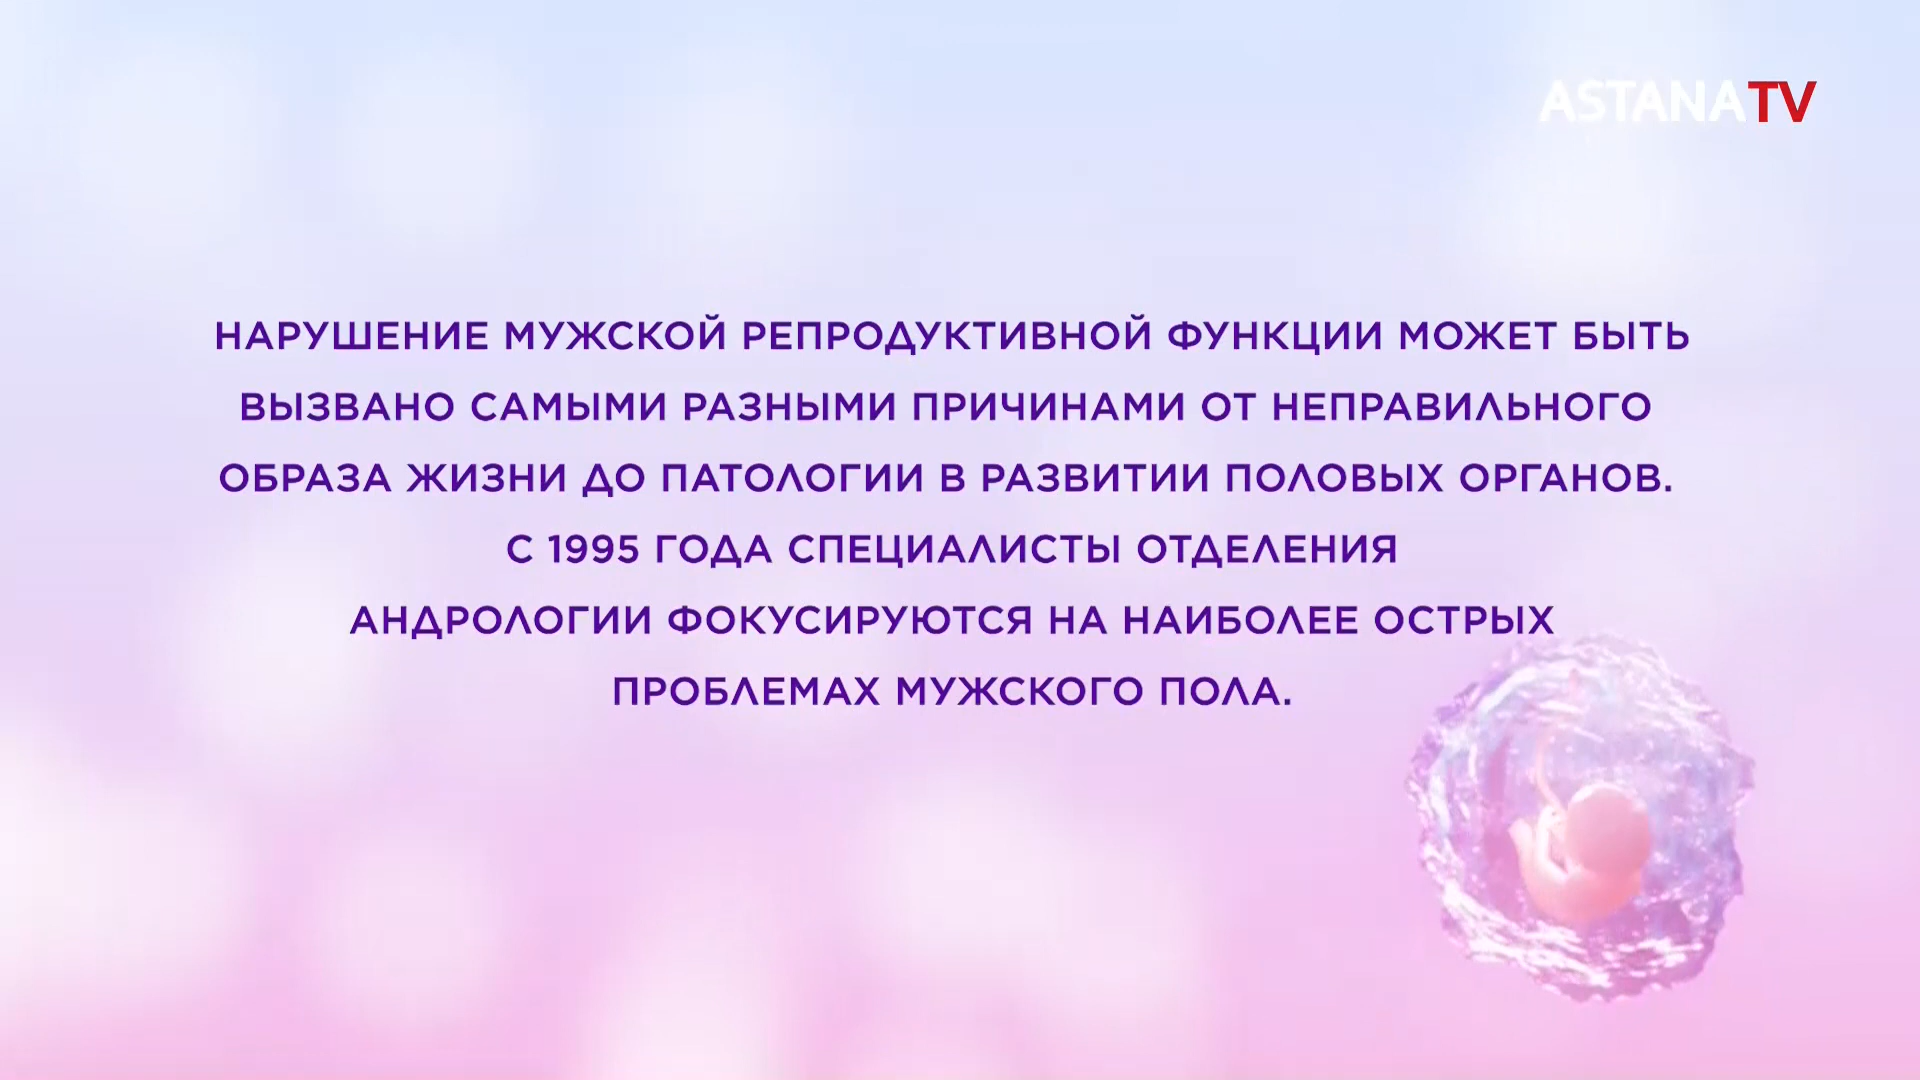 ASTANATV
НАРУШЕНИЕ МУЖСКОЙ РЕПРОДУКТИВНОЙ ФУНКЦИИ МОЖЕТ БЫТЬ
ВЫЗВАНО САМЫМИ РАЗНЫМИ ПРИЧИНАМИ ОТ НЕПРАВИЛЬНОГО
ОБРАЗА ЖИЗНИ ДО ПАТОЛОГИИ В РАЗВИТИИ ПОЛОВЫХ ОРГАНОВ.
С 1995 ГОДА СПЕЦИАЛИСТЫ ОТДЕЛЕНИЯ
АНДРОЛОГИИ ФОКУСИРУЮТСЯ НА НАИБОЛЕЕ ОСТРЫХ
ПРОБЛЕМАХ МУЖСКОГО ПОЛА.